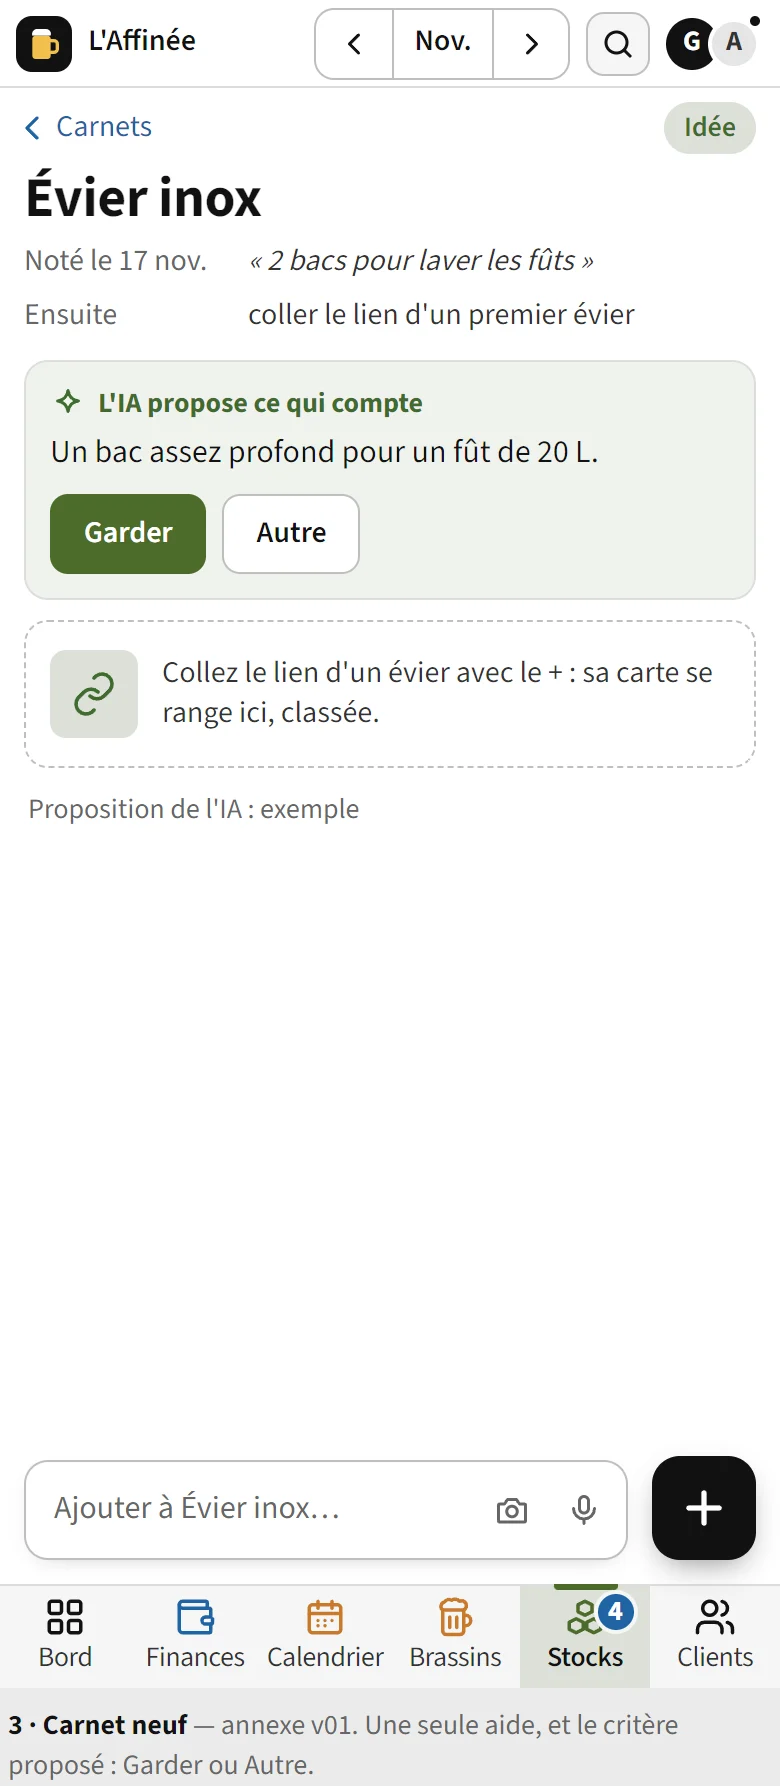 L'Affinée
Nov.
G
A
Carnets
Idée
Évier inox
Noté le 17 nov.
« 2 bacs pour laver les fûts »
Ensuite
coller le lien d'un premier évier
L'IA propose ce qui compte
Un bac assez profond pour un fût de 20 L.
Garder
Autre
Collez le lien d'un évier avec le + : sa carte se
range ici, classée.
Proposition de l'IA : exemple
Ajouter à Évier inox…
4
Bord
Finances
Calendrier
Brassins
Stocks
Clients
3 · Carnet neuf — annexe v01. Une seule aide, et le critère
proposé : Garder ou Autre.